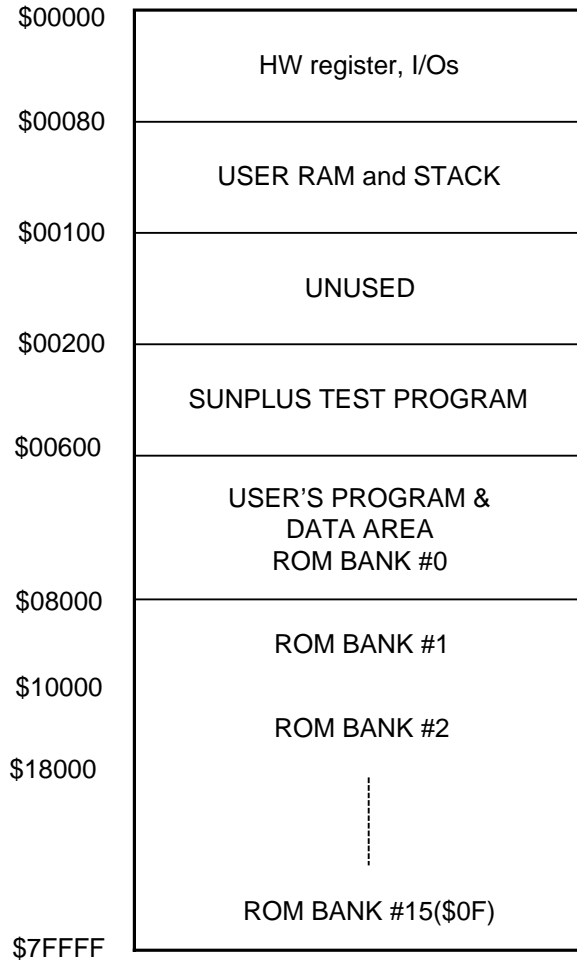 $00000
HW register, I/Os
$00080
USER RAM and STACK
$00100
UNUSED
$00200
SUNPLUS TEST PROGRAM
$00600
USER'S PROGRAM &
DATA AREA
ROM BANK #0
$08000
ROM BANK #1
$10000
ROM BANK #2
$18000
ROM BANK #15($0F)
$7FFFF